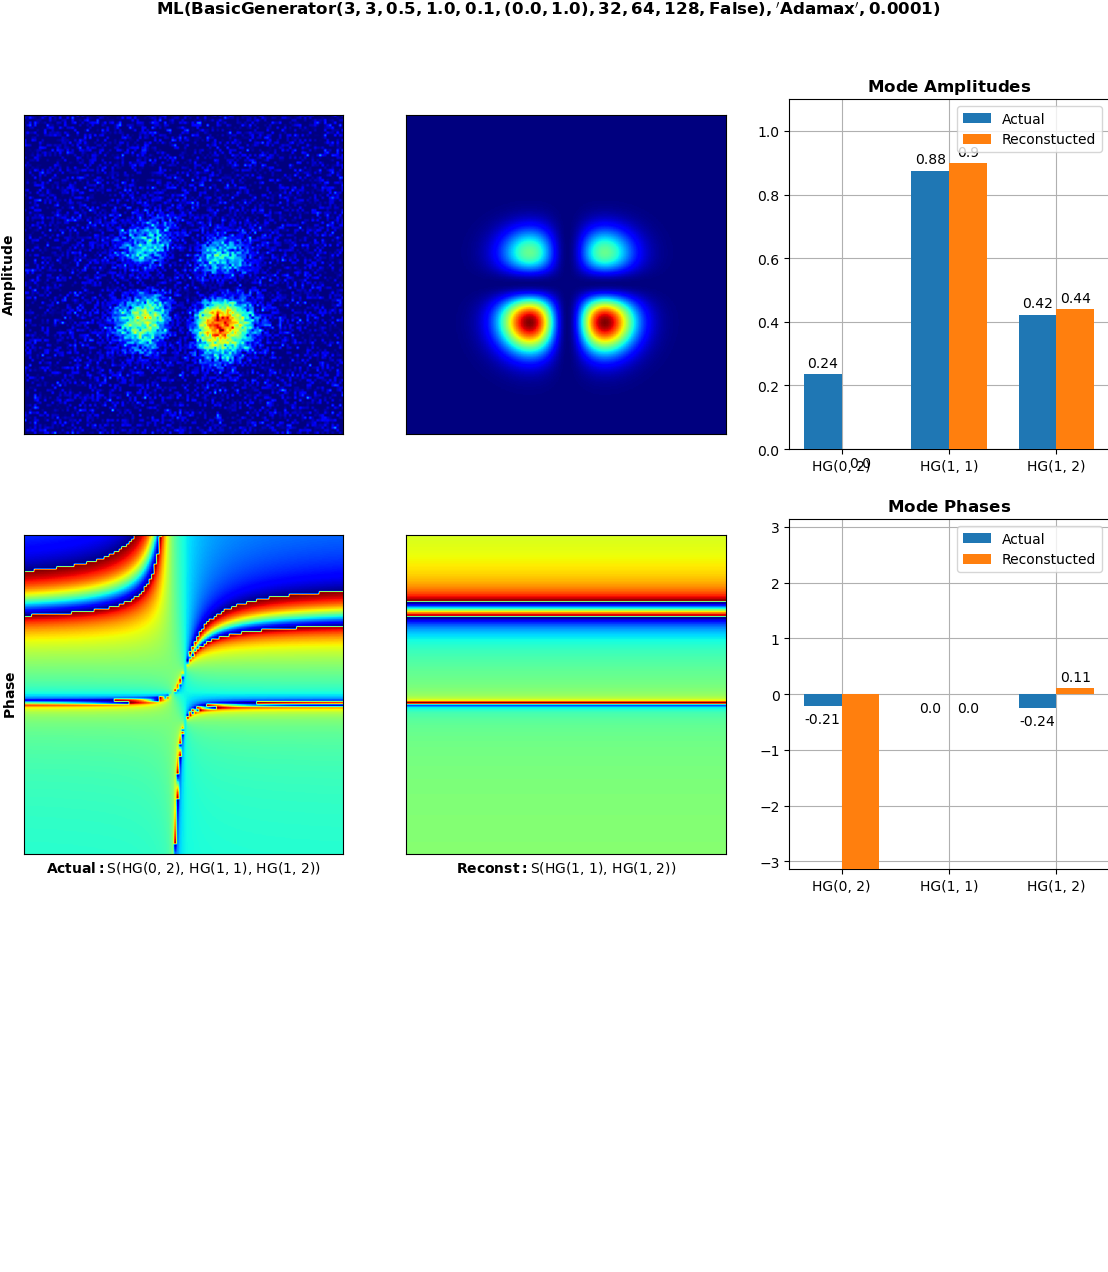 ML(BasicGenerator(3, 3, 0.5, 1.0, 0.1, (0.0, 1.0), 32, 64, 128, False), 'Adamax', 0.0001)
Amplitude
Mode Amplitudes
Actual
Reconstucted
1.0
0.8
0.6
0.4
0.2
0.0
0.24
0.0
0.88
0.9
0.42
0.44
HG(0, 2)
HG(1, 1)
HG(1, 2)
Phase
Actual: S(HG(0, 2), HG(1, 1), HG(1, 2))
Reconst: S(HG(1, 1), HG(1, 2))
Mode Phases
Actual
Reconstucted
3
2
1
0
−1
−2
−3
-0.21
0.0
0.0
-0.24
0.11
HG(0, 2)
HG(1, 1)
HG(1, 2)